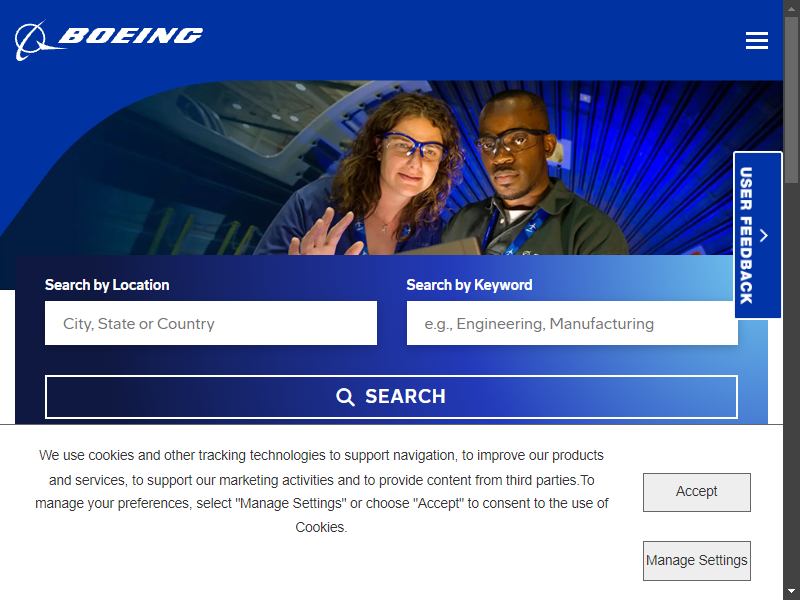 BOEING
USER FEEDBACK
Search by Location
Search by Keyword
City, State or Country
e.g., Engineering, Manufacturing
SEARCH
We use cookies and other tracking technologies to support navigation, to improve our products
and services, to support our marketing activities and to provide content from third parties.To
manage your preferences, select "Manage Settings" or choose "Accept" to consent to the use of
Cookies.
Accept
Manage Settings